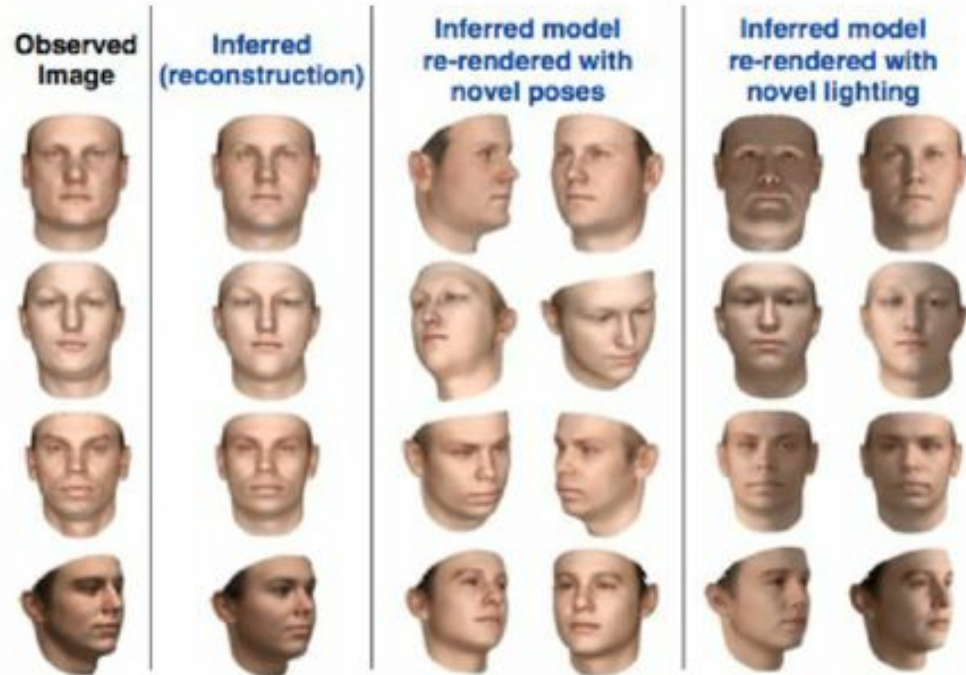 Observed
Image
Inferred
(reconstruction)
Inferred model
re-rendered with
novel poses
Inferred model
re-rendered with
novel lighting